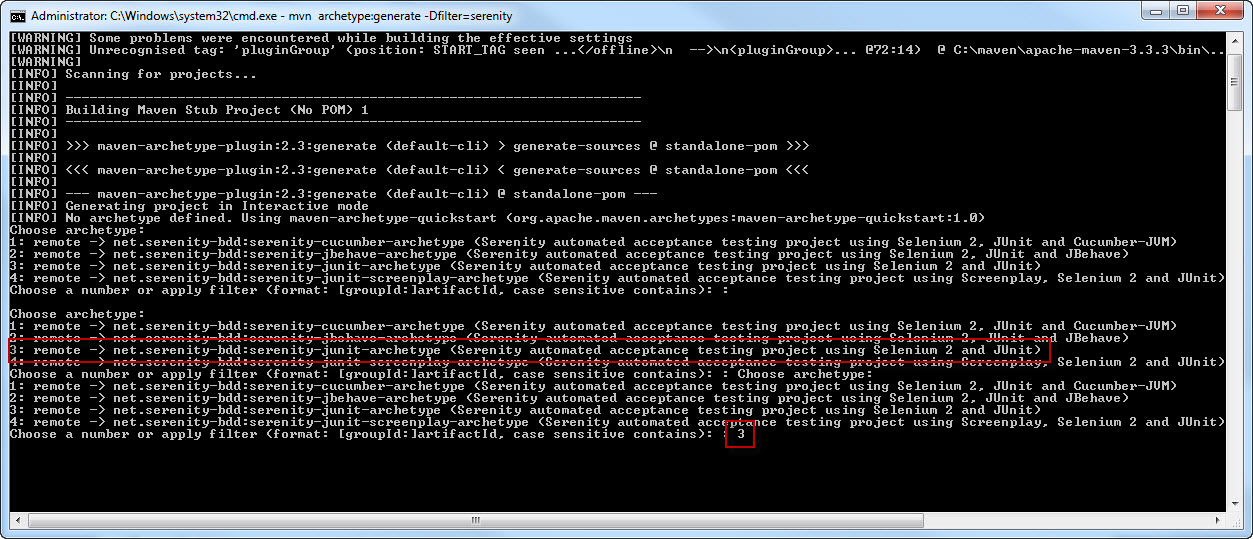 Administrator: C:\Windows\system32\cmd.exe - mvn  archetype:generate -Dfilter=serenity
[WARNING] Some problems were encountered while building the effective settings
[WARNING] Unrecognised tag: 'pluginGroup' (position: START_TAG seen ...</offline>\n  -->\n<pluginGroup>... @72:14)  @ C:\maven\apache-maven-3.3.3\bin\..
[WARNING]
[INFO] Scanning for projects...
[INFO]
[INFO] ------------------------------------------------------------------------
[INFO] Building Maven Stub Project (No POM) 1
[INFO] ------------------------------------------------------------------------
[INFO]
[INFO] >>> maven-archetype-plugin:2.3:generate (default-cli) > generate-sources @ standalone-pom >>>
[INFO]
[INFO] <<< maven-archetype-plugin:2.3:generate (default-cli) < generate-sources @ standalone-pom <<<
[INFO]
[INFO] --- maven-archetype-plugin:2.3:generate (default-cli) @ standalone-pom ---
[INFO] Generating project in Interactive mode
[INFO] No archetype defined. Using maven-archetype-quickstart (org.apache.maven.archetypes:maven-archetype-quickstart:1.0)
Choose archetype:
1: remote -> net.serenity-bdd:serenity-cucumber-archetype (Serenity automated acceptance testing project using Selenium 2, JUnit and Cucumber-JVM)
2: remote -> net.serenity-bdd:serenity-jbehave-archetype (Serenity automated acceptance testing project using Selenium 2, JUnit and JBehave)
3: remote -> net.serenity-bdd:serenity-junit-archetype (Serenity automated acceptance testing project using Selenium 2 and JUnit)
4: remote -> net.serenity-bdd:serenity-junit-screenplay-archetype (Serenity automated acceptance testing project using Screenplay, Selenium 2 and JUnit)
Choose a number or apply filter (format: [groupId:]artifactId, case sensitive contains): :
Choose archetype:
1: remote -> net.serenity-bdd:serenity-cucumber-archetype (Serenity automated acceptance testing project using Selenium 2, JUnit and Cucumber-JVM)
2: remote -> net.serenity-bdd:serenity-jbehave-archetype (Serenity automated acceptance testing project using Selenium 2, JUnit and JBehave)
3: remote -> net.serenity-bdd:serenity-junit-archetype (Serenity automated acceptance testing project using Selenium 2 and JUnit)
4: remote -> net.serenity-bdd:serenity-junit-screenplay-archetype (Serenity automated acceptance testing project using Screenplay, Selenium 2 and JUnit)
Choose a number or apply filter (format: [groupId:]artifactId, case sensitive contains): : Choose archetype:
1: remote -> net.serenity-bdd:serenity-cucumber-archetype (Serenity automated acceptance testing project using Selenium 2, JUnit and Cucumber-JVM)
2: remote -> net.serenity-bdd:serenity-jbehave-archetype (Serenity automated acceptance testing project using Selenium 2, JUnit and JBehave)
3: remote -> net.serenity-bdd:serenity-junit-archetype (Serenity automated acceptance testing project using Selenium 2 and JUnit)
4: remote -> net.serenity-bdd:serenity-junit-screenplay-archetype (Serenity automated acceptance testing project using Screenplay, Selenium 2 and JUnit)
Choose a number or apply filter (format: [groupId:]artifactId, case sensitive contains): : 3